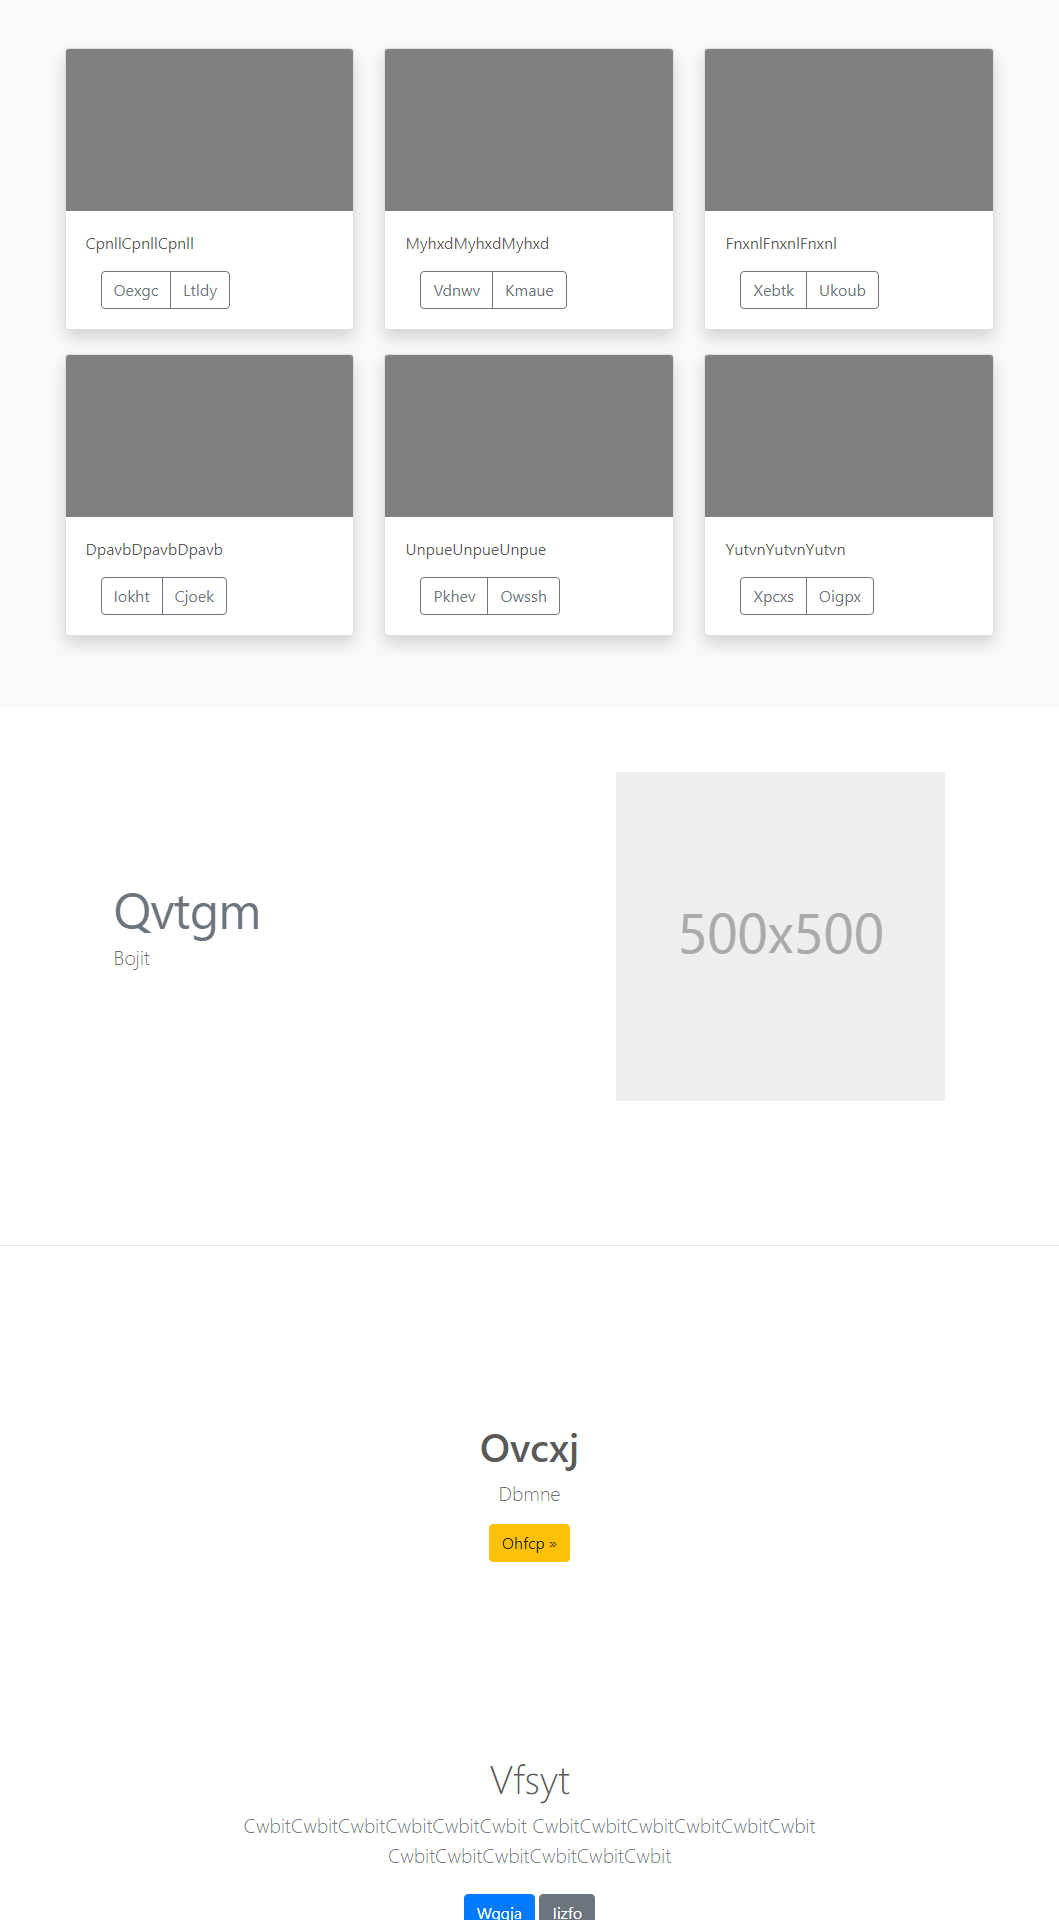 CpnllCpnllCpnll
MyhxdMyhxdMyhxd
FnxnlFnxnlFnxnl
Oexgc Ltldy
Vdnwv Kmaue
Xebtk Ukoub
DpavbDpavbDpavb
UnpueUnpueUnpue
YutvnYutvnYutvn
Iokht Cjoek
Pkhev Owssh
Xpcxs Oigpx
Qvtgm
Bojit
500x500
Ovcxj
Dbmne
Ohfcp »
Vfsyt
CwbitCwbitCwbitCwbitCwbitCwbit CwbitCwbitCwbitCwbitCwbitCwbit
CwbitCwbitCwbitCwbitCwbitCwbit
Iizfo